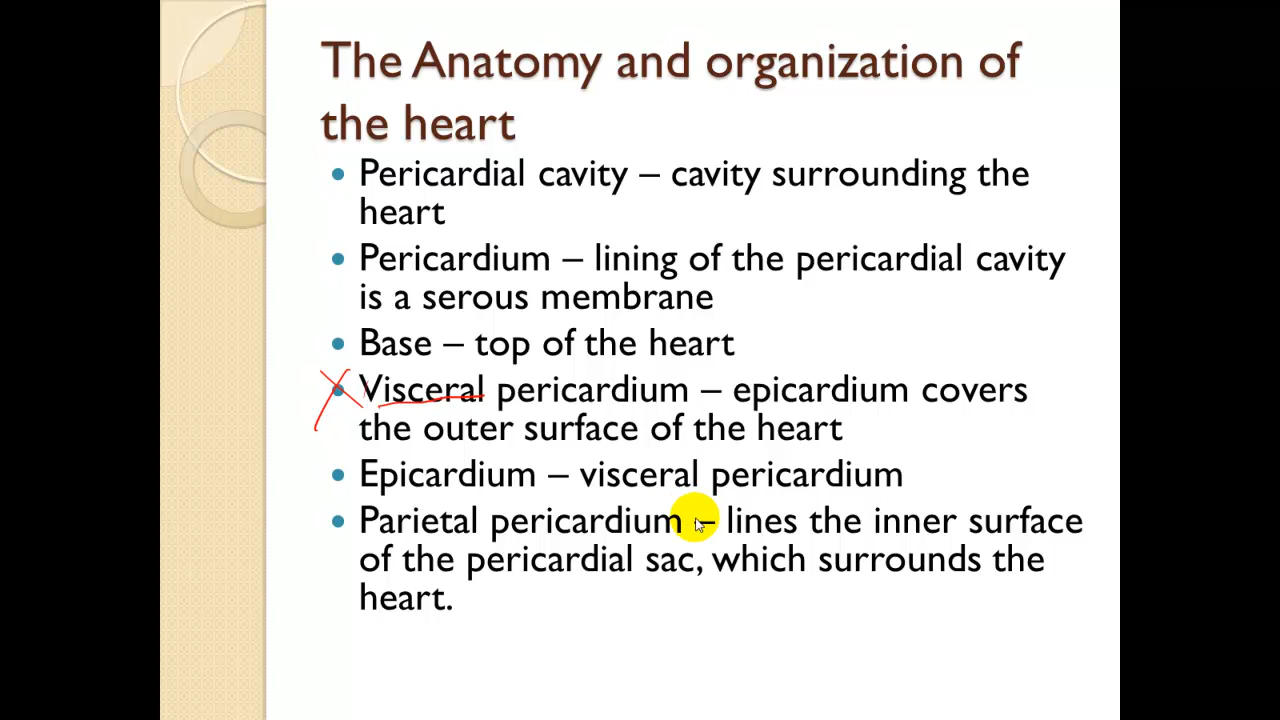 The Anatomy and organization of
the heart
• Pericardial cavity – cavity surrounding the
heart
• Pericardium – lining of the pericardial cavity
is a serous membrane
• Base – top of the heart
• Visceral pericardium – epicardium covers
the outer surface of the heart
• Epicardium – visceral pericardium
• Parietal pericardium – lines the inner surface
of the pericardial sac, which surrounds the
heart.